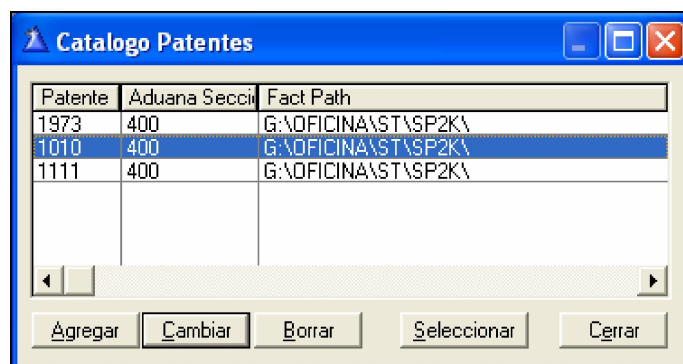 Catalogo Patentes
Patente Aduana Secci Fact Path
1973 400 G:\OFICINA\ST\SP2K\
1010 400 G:\OFICINA\ST\SP2K\
1111 400 G:\OFICINA\ST\SP2K\
Agregar Cambiar Borrar Seleccionar Cerrar